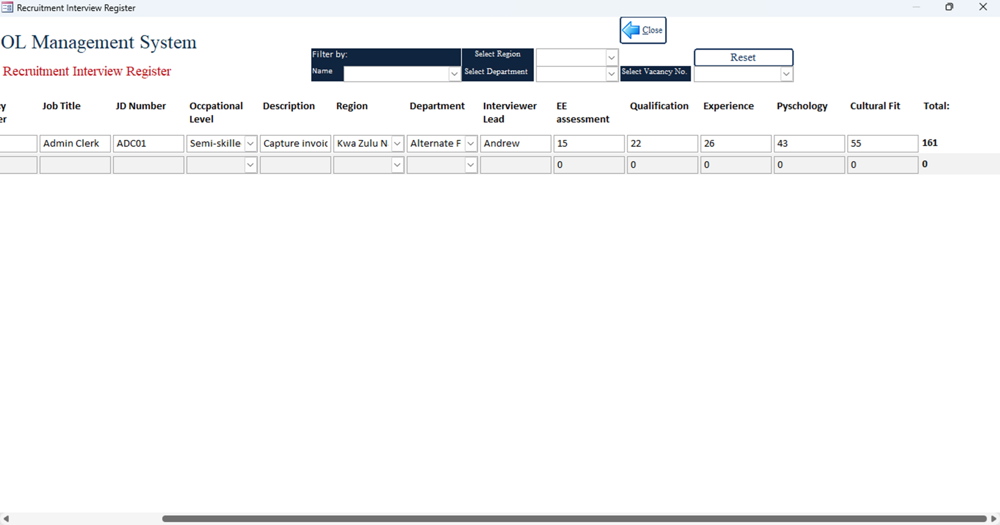 Recruitment Interview Register
Close
OL Management System
Filter by:
Select Region
Reset
Recruitment Interview Register
Name
Select Department
Select Vacancy No.
y
er
Job Title
JD Number
Occpational
Level
Description
Region
Department
Interviewer
Lead
EE
assessment
Qualification
Experience
Pyschology
Cultural Fit
Total:
Admin Clerk ADC01 Semi-skille Capture invoic Kwa Zulu N Alternate F Andrew 15 22 26 43 55 161
0 0 0 0 0 0